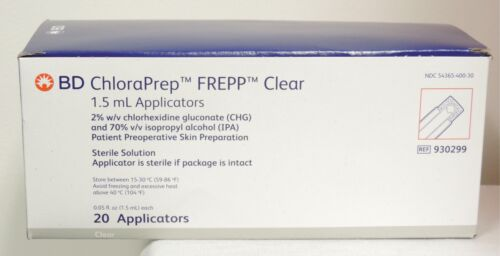 BD ChloraPrep™ FREPP™ Clear
NDC 54365-400-30
1.5 mL Applicators
2% w/v chlorhexidine gluconate (CHG)
and 70% v/v isopropyl alcohol (IPA)
Patient Preoperative Skin Preparation
REF 930299
Sterile Solution
Applicator is sterile if package is intact
Store between 15-30 °C (59-86 °F)
Avoid freezing and excessive heat
above 40 °C (104 °F)
0.05 fl. oz (1.5 mL) each
20 Applicators
Clear